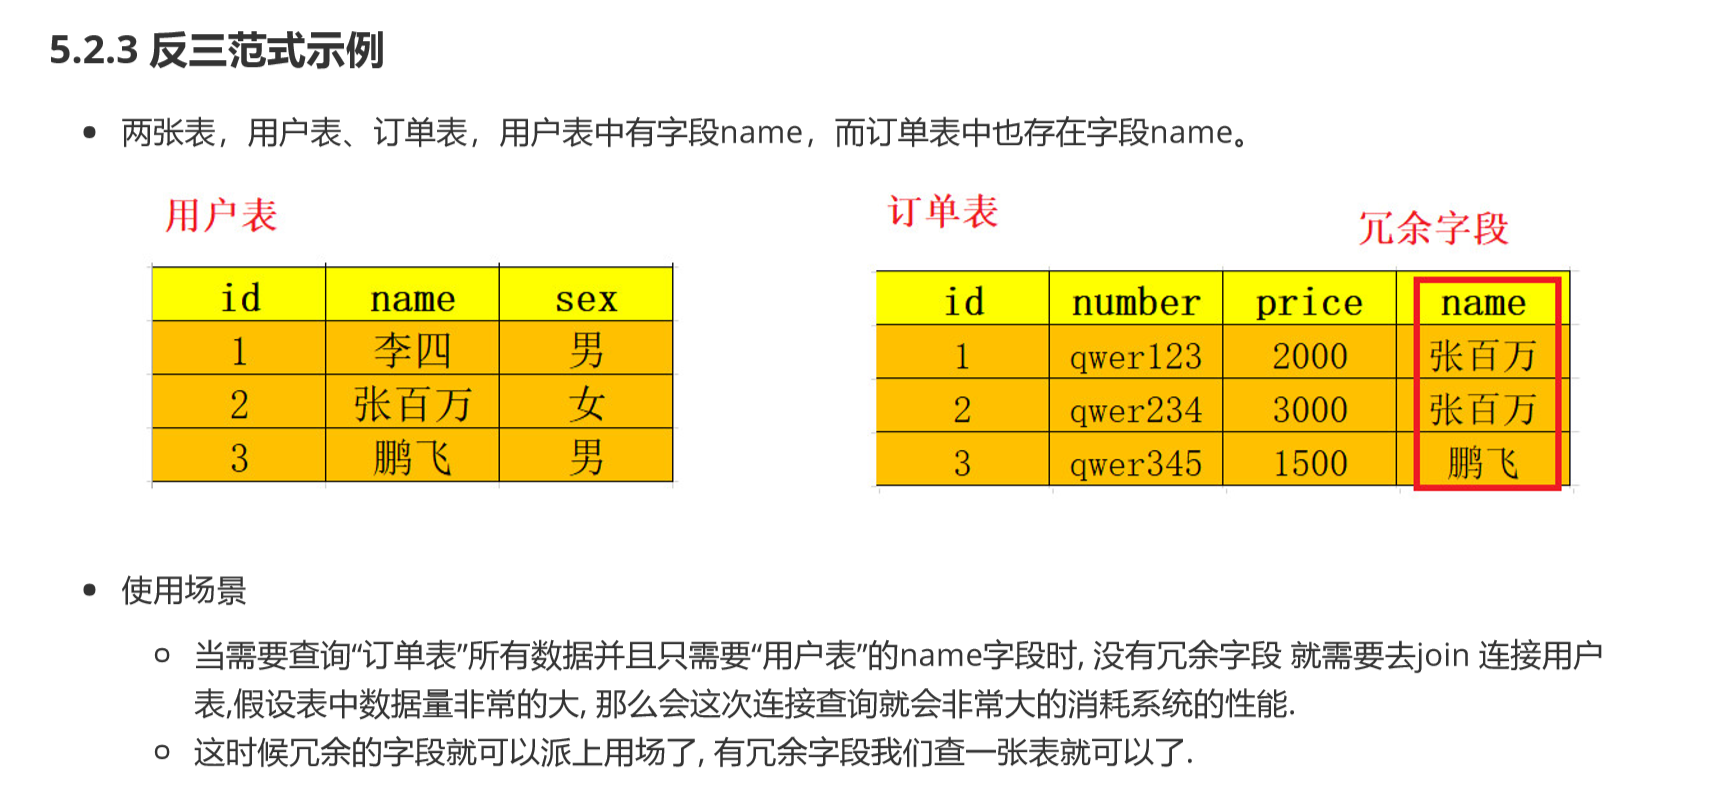 5.2.3 反三范式示例
两张表，用户表、订单表，用户表中有字段name，而订单表中也存在字段name。
用户表
id name sex
1 李四 男
2 张百万 女
3 鹏飞 男
订单表
冗余字段
id number price name
1 qwer123 2000 张百万
2 qwer234 3000 张百万
3 qwer345 1500 鹏飞
使用场景
当需要查询“订单表”所有数据并且只需要“用户表”的name字段时, 没有冗余字段 就需要去join 连接用户
表,假设表中数据量非常的大, 那么会这次连接查询就会非常大的消耗系统的性能.
这时候冗余的字段就可以派上用场了, 有冗余字段我们查一张表就可以了.